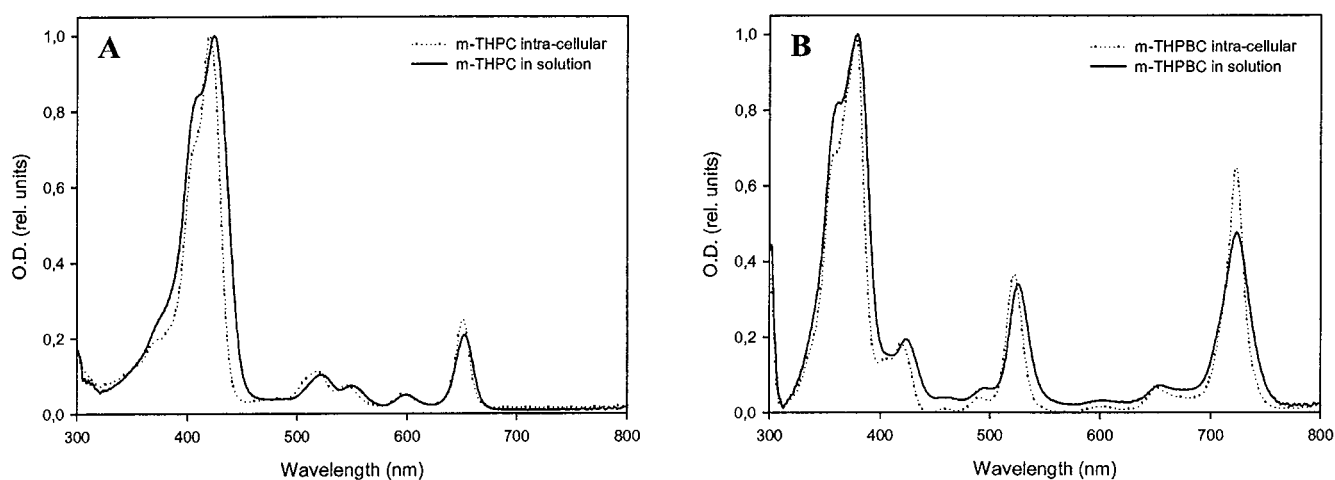 A
m-THPC intra-cellular
m-THPC in solution
1,0
0,8
0,6
0,4
0,2
0,0
O.D. (rel. units)
300 400 500 600 700 800
Wavelength (nm)
B
m-THPBC intra-cellular
m-THPBC in solution
1,0
0,8
0,6
0,4
0,2
0,0
O.D. (rel. units)
300 400 500 600 700 800
Wavelength (nm)